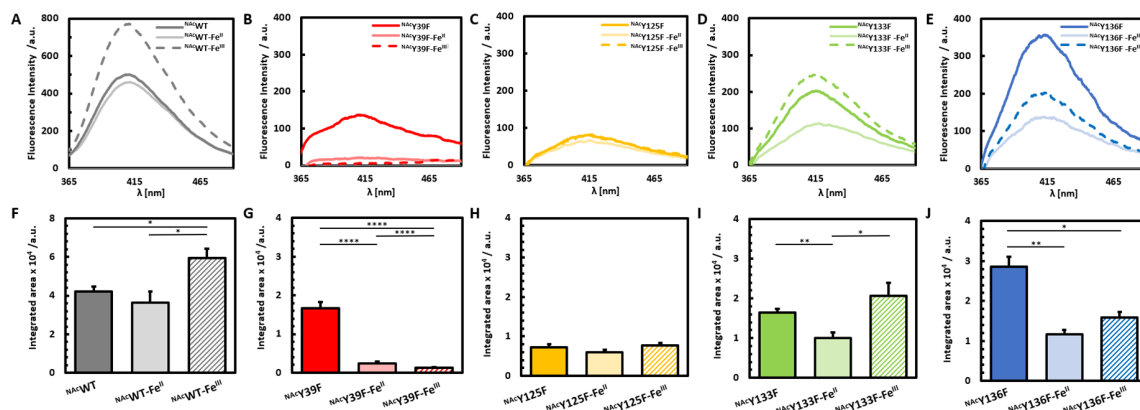 A
Fluorescence Intensity / a.u.
800
600
400
200
0
365
415
465
λ [nm]
NAcWT
NAcWT-FeII
NAcWT-FeIII
B
Fluorescence Intensity / a.u.
400
300
200
100
0
365
415
465
λ [nm]
NAcY39F
NAcY39F-FeII
NAcY39F-FeIII
C
Fluorescence Intensity / a.u.
400
300
200
100
0
365
415
465
λ [nm]
NAcY125F
NAcY125F -FeII
NAcY125F -FeIII
D
Fluorescence Intensity / a.u.
400
300
200
100
0
365
415
465
λ [nm]
NAcY133F
NAcY133F -FeII
NAcY133F -FeIII
E
Fluorescence Intensity / a.u.
400
300
200
100
0
365
415
465
λ [nm]
NAcY136F
NAcY136F -FeII
NAcY136F -FeII
F
Integrated area x 10⁴ /a.u.
8
6
4
2
0
*
*
NAcWT
NAcWT-FeII
NAcWT-FeIII
G
Integrated area x 10⁴ /a.u.
4
3
2
1
0
****
****
****
NAcY39F
NAcY39F-FeII
NAcY39F-FeIII
H
Integrated area x 10⁴ /a.u.
4
3
2
1
0
NAcY125F
NAcY125F-FeII
NAcY125F-FeIII
I
Integrated area x 10⁴ /a.u.
4
3
2
1
0
**
*
NAcY133F
NAcY133F-FeII
NAcY133F-FeIII
J
Integrated area x 10⁴ /a.u.
4
3
2
1
0
*
**
NAcY136F
NAcY136F-FeII
NAcY136F-FeIII